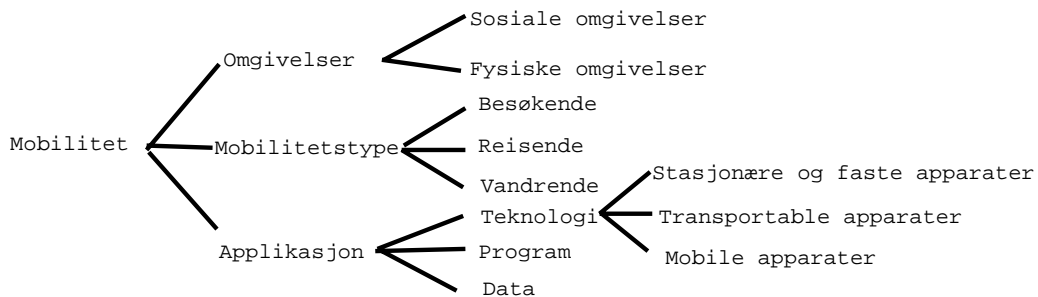 Sosiale omgivelser
Omgivelser
Fysiske omgivelser
Besøkende
Mobilitet
Mobilitetstype
Reisende
Vandrende
Stasjonære og faste apparater
Teknologi
Transportable apparater
Applikasjon
Program
Mobile apparater
Data